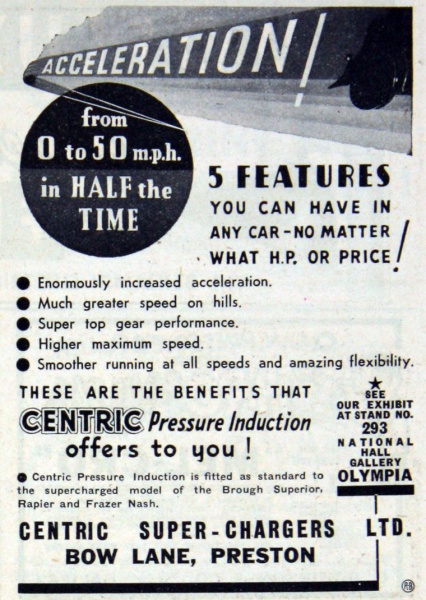 ACCELERATION!
from
0 to 50 m.p.h.
in HALF the
TIME
5 FEATURES
YOU CAN HAVE IN
ANY CAR-NO MATTER
WHAT H.P. OR PRICE!
● Enormously increased acceleration.
● Much greater speed on hills.
● Super top gear performance.
● Higher maximum speed.
● Smoother running at all speeds and amazing flexibility.
THESE ARE THE BENEFITS THAT
CENTRIC Pressure Induction
offers to you!
● Centric Pressure Induction is fitted as standard to
the supercharged model of the Brough Superior,
Rapier and Frazer Nash.
★
SEE
OUR EXHIBIT
AT STAND NO.
293
NATIONAL
HALL
GALLERY
OLYMPIA
CENTRIC SUPER-CHARGERS LTD.
BOW LANE, PRESTON